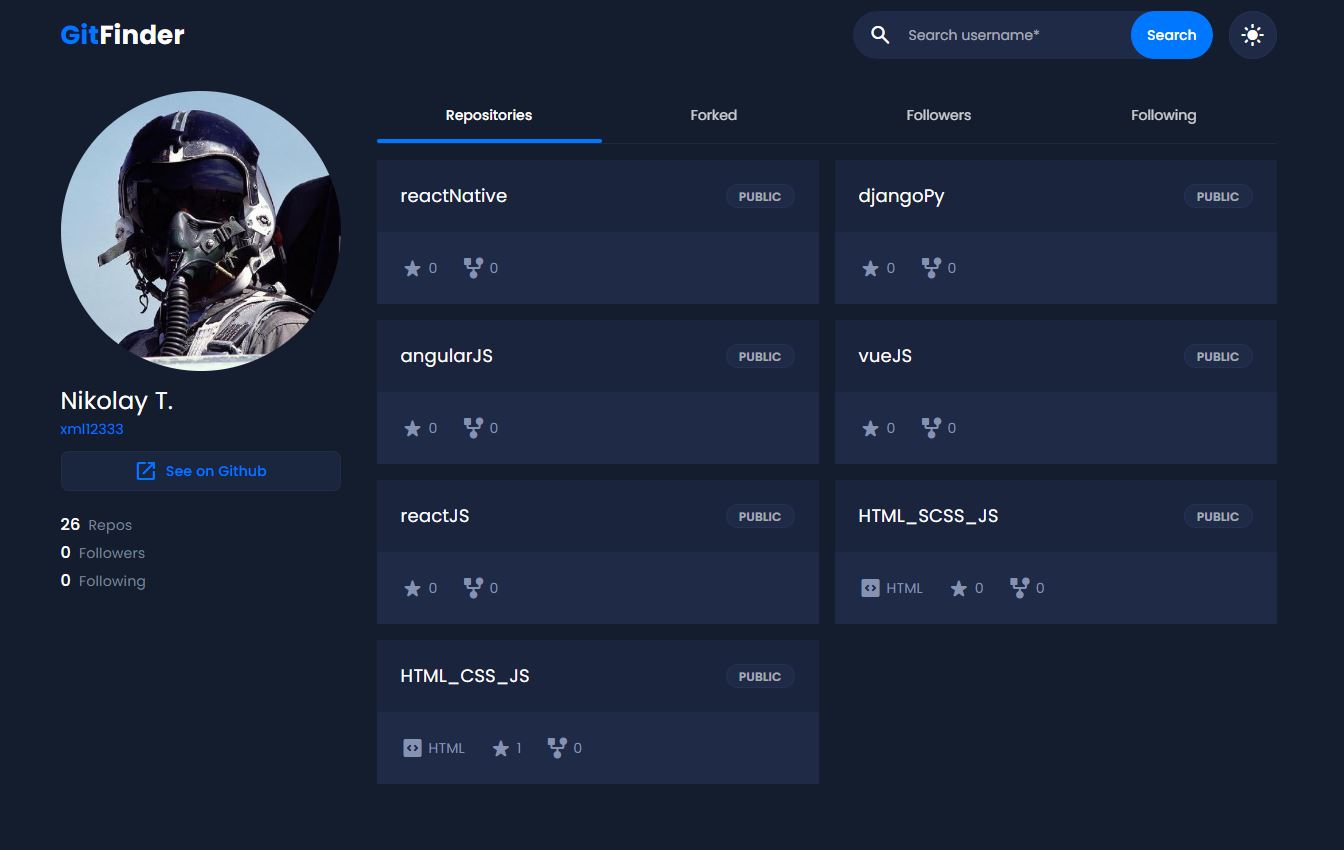 GitFinder
Search username*
Search
Repositories
Forked
Followers
Following
Nikolay T.
xml12333
See on Github
26 Repos
0 Followers
0 Following
reactNative
PUBLIC
0 0
djangoPy
PUBLIC
0 0
angularJS
PUBLIC
0 0
vueJS
PUBLIC
0 0
reactJS
PUBLIC
0 0
HTML_SCSS_JS
PUBLIC
HTML 0 0
HTML_CSS_JS
PUBLIC
HTML 1 0